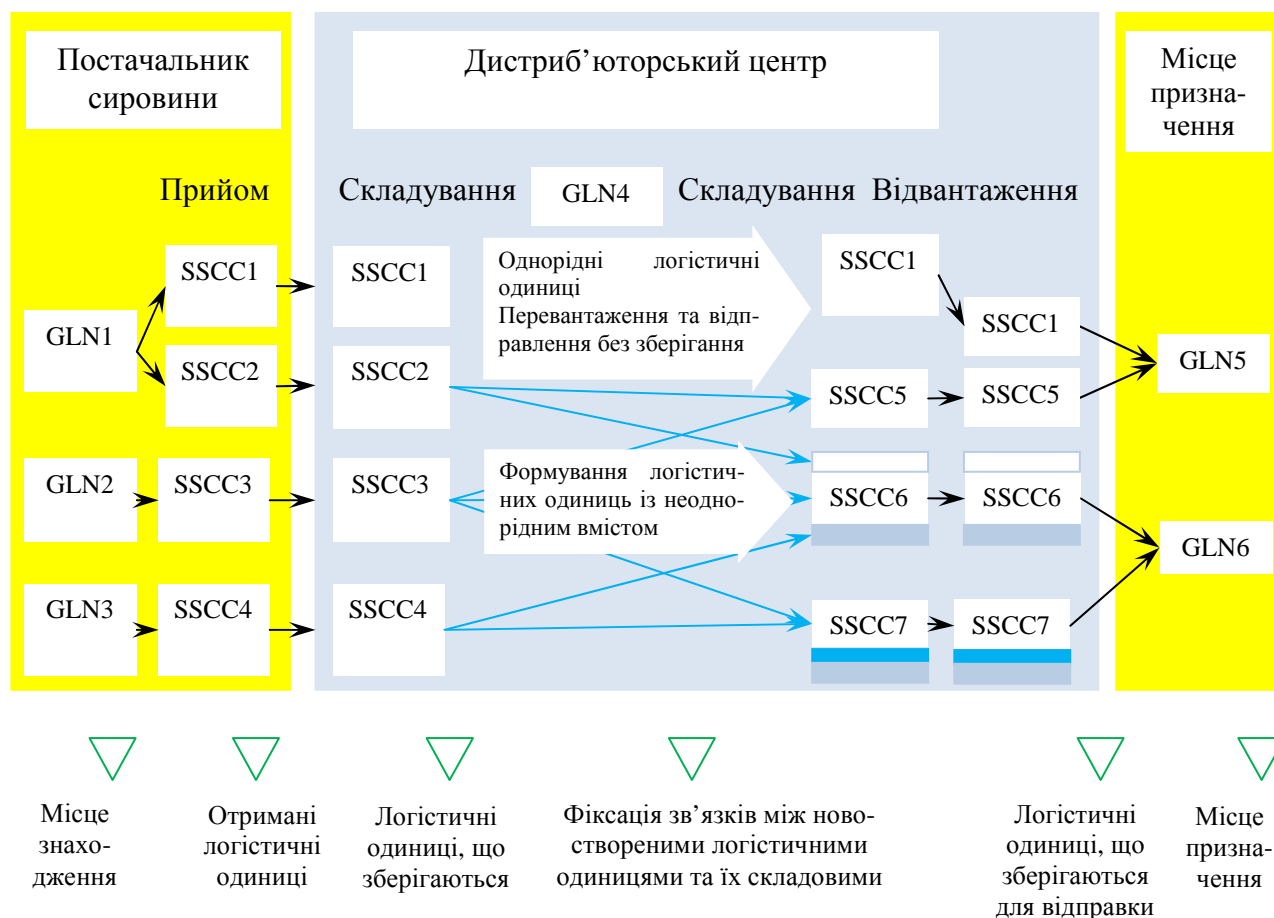 Постачальник
сировини
Дистриб’юторський центр
Місце
призна-
чення
Прийом
Складування
GLN4
Складування
Відвантаження
GLN1
SSCC1
SSCC1
Однорідні логістичні
одиниці
Перевантаження та відп-
равлення без зберігання
SSCC1
SSCC1
GLN5
SSCC2
SSCC2
SSCC5
SSCC5
GLN2
SSCC3
SSCC3
Формування логістич-
них одиниць із неодно-
рідним вмістом
SSCC6
SSCC6
GLN6
GLN3
SSCC4
SSCC4
SSCC7
SSCC7
Місце
знахо-
дження
Отримані
логістичні
одиниці
Логістичні
одиниці, що
зберігаються
Фіксація зв’язків між ново-
створеними логістичними
одиницями та їх складовими
Логістичні
одиниці, що
зберігаються
для відправки
Місце
призна-
чення